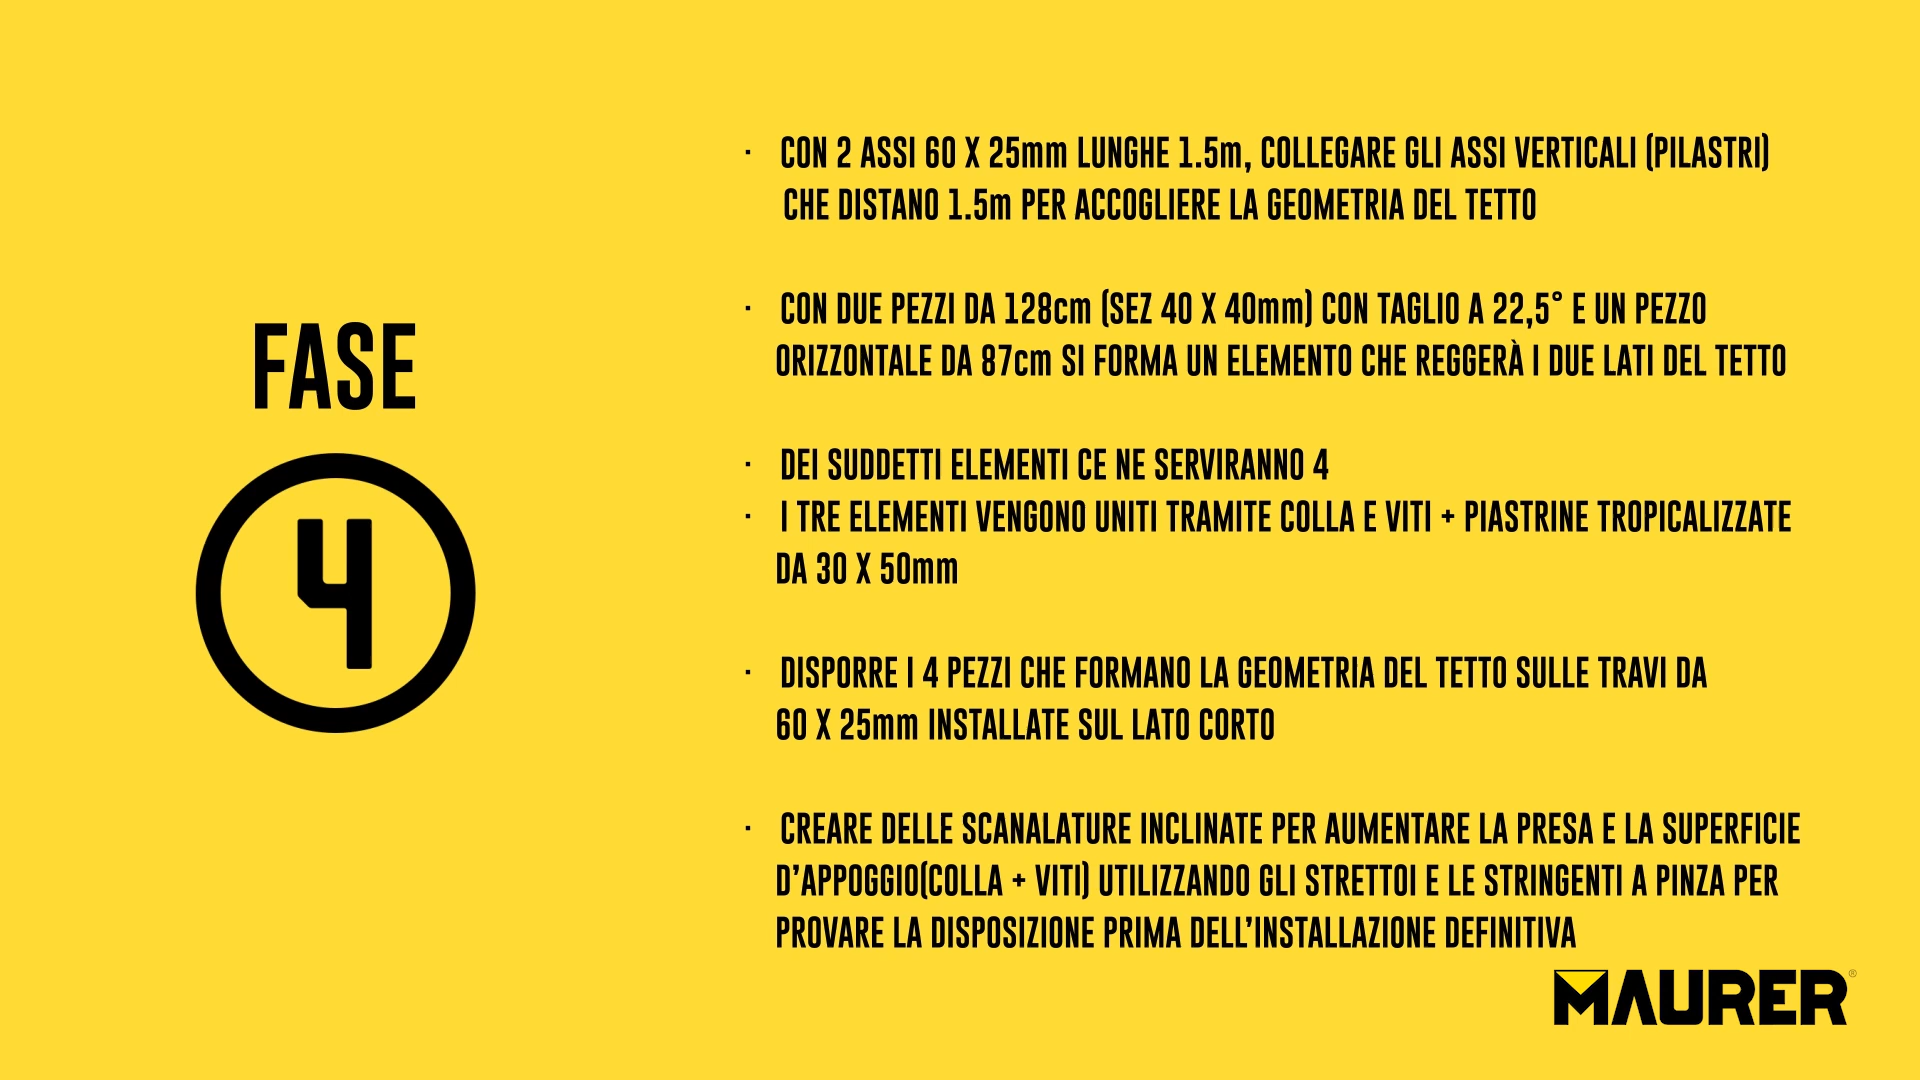 FASE
4
· CON 2 ASSI 60 X 25mm LUNGHE 1.5m, COLLEGARE GLI ASSI VERTICALI (PILASTRI)
CHE DISTANO 1.5m PER ACCOGLIERE LA GEOMETRIA DEL TETTO
· CON DUE PEZZI DA 128cm (SEZ 40 X 40mm) CON TAGLIO A 22,5° E UN PEZZO
ORIZZONTALE DA 87cm SI FORMA UN ELEMENTO CHE REGGERÀ I DUE LATI DEL TETTO
· DEI SUDDETTI ELEMENTI CE NE SERVIRANNO 4
· I TRE ELEMENTI VENGONO UNITI TRAMITE COLLA E VITI + PIASTRINE TROPICALIZZATE
DA 30 X 50mm
· DISPORRE I 4 PEZZI CHE FORMANO LA GEOMETRIA DEL TETTO SULLE TRAVI DA
60 X 25mm INSTALLATE SUL LATO CORTO
· CREARE DELLE SCANALATURE INCLINATE PER AUMENTARE LA PRESA E LA SUPERFICIE
D'APPOGGIO(COLLA + VITI) UTILIZZANDO GLI STRETTOI E LE STRINGENTI A PINZA PER
PROVARE LA DISPOSIZIONE PRIMA DELL'INSTALLAZIONE DEFINITIVA
MAURER®